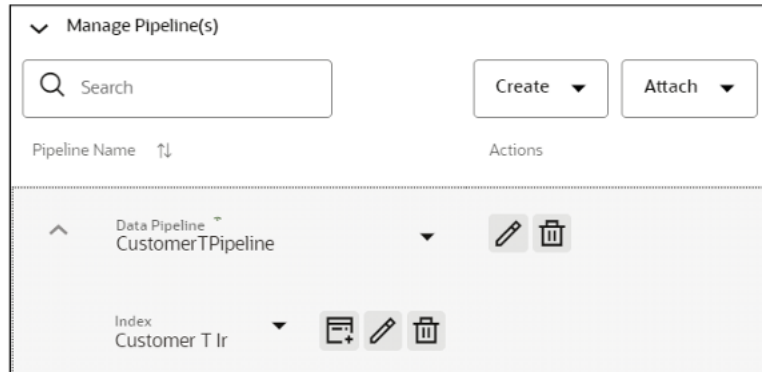 Manage Pipeline(s)
Search
Create
Attach
Pipeline Name
Actions
Data Pipeline
CustomerTPipeline
Index
Customer T Ir